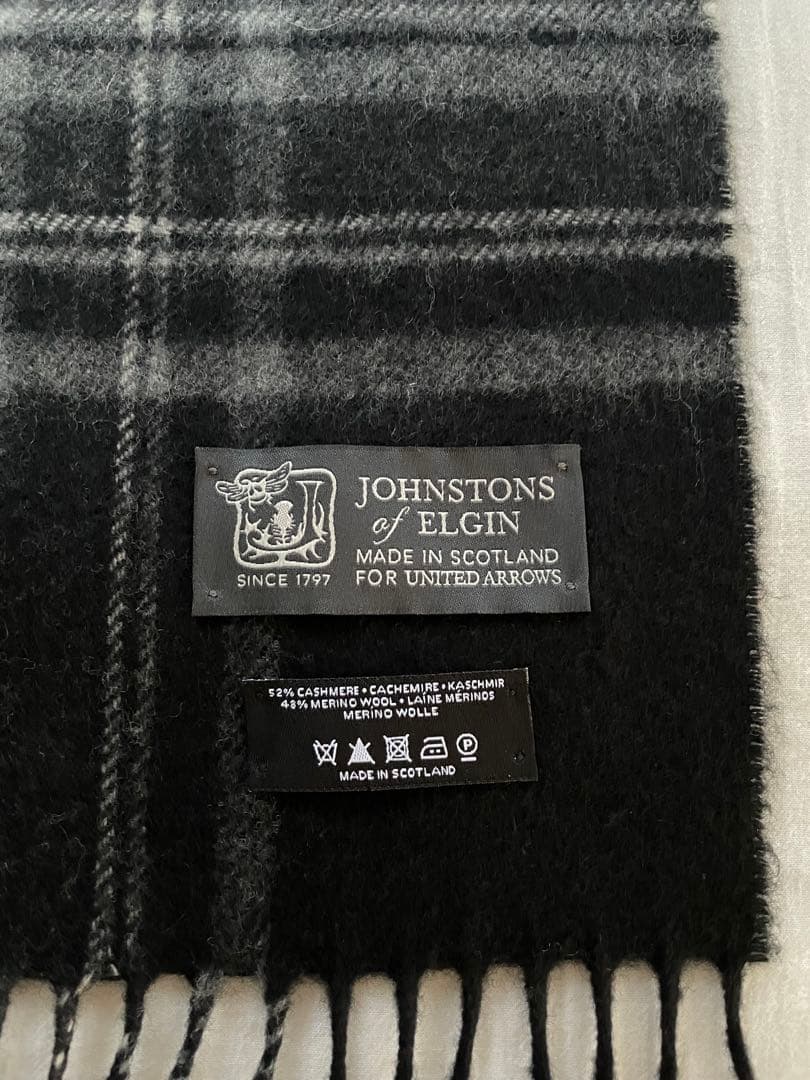 JOHNSTONS
of ELGIN
MADE IN SCOTLAND
FOR UNITED ARROWS
SINCE 1797
52% CASHMERE • CACHEMIRE • KASCHMIR
48% MERINO WOOL • LAINE MÉRINOS
MERINO WOLLE
P
MADE IN SCOTLAND